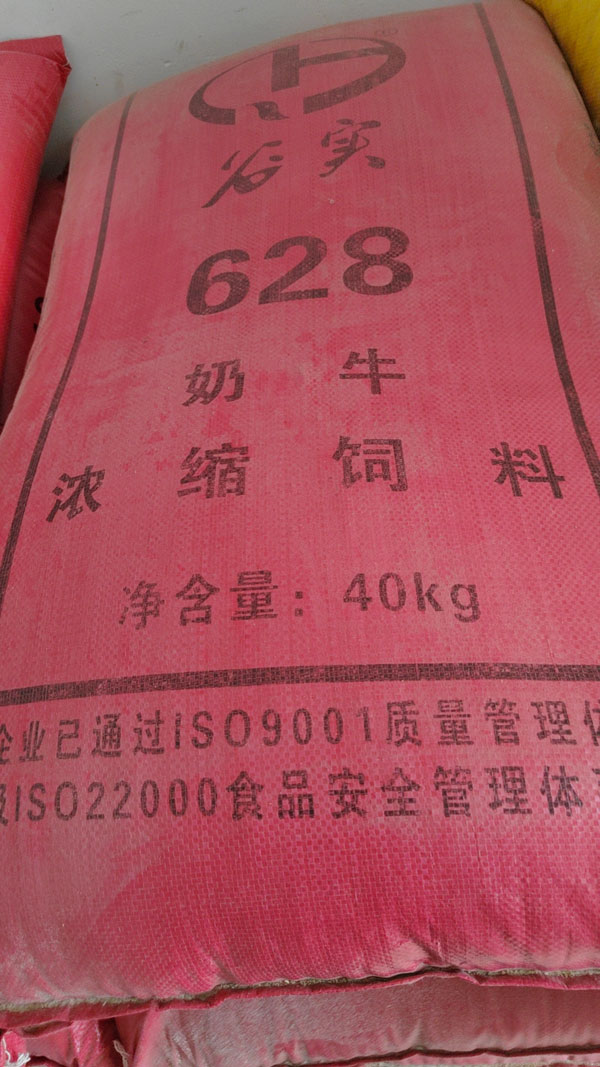 ®
谷实
628
奶牛
浓缩饲料
净含量：40kg
企业已通过ISO9001质量管理体
ISO22000食品安全管理体